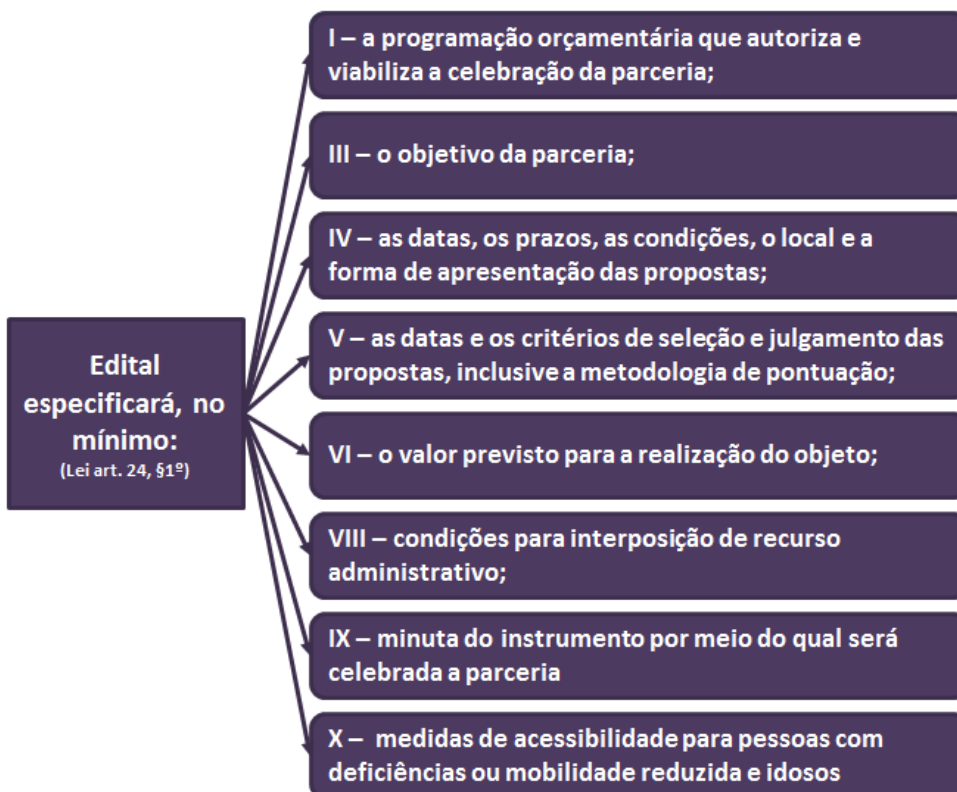 I – a programação orçamentária que autoriza e
viabiliza a celebração da parceria;
III – o objetivo da parceria;
IV – as datas, os prazos, as condições, o local e a
forma de apresentação das propostas;
Edital
especificará, no
mínimo:
(Lei art. 24, §1º)
V – as datas e os critérios de seleção e julgamento das
propostas, inclusive a metodologia de pontuação;
VI – o valor previsto para a realização do objeto;
VIII – condições para interposição de recurso
administrativo;
IX – minuta do instrumento por meio do qual será
celebrada a parceria
X – medidas de acessibilidade para pessoas com
deficiências ou mobilidade reduzida e idosos